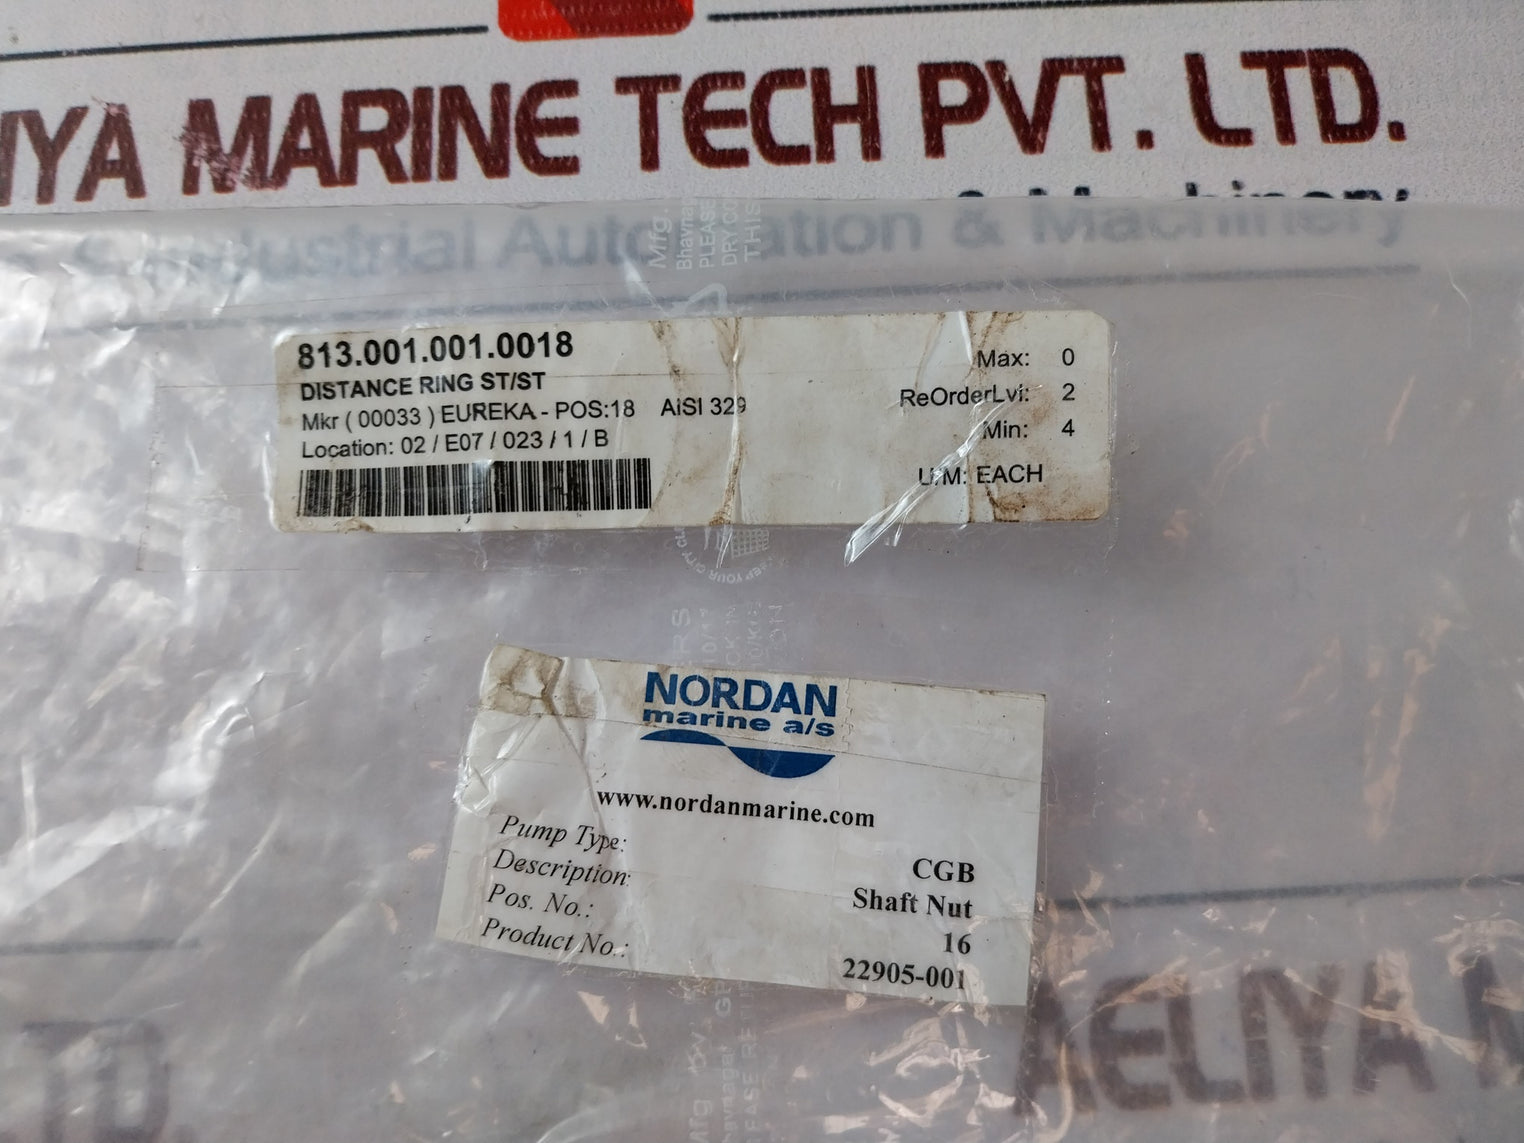 IYA MARINE TECH PVT. LTD.
Industrial Automation & Machinery
813.001.001.0018
DISTANCE RING ST/ST
Mkr ( 00033 ) EUREKA - POS:18 AISI 329
Location: 02 / E07 / 023 / 1 / B
Max: 0
ReOrderLvl: 2
Min: 4
U/M: EACH
NORDAN
marine a/s
www.nordanmarine.com
Pump Type: CGB
Description: Shaft Nut
Pos. No.: 16
Product No.: 22905-001
AELIYA M
LTD.